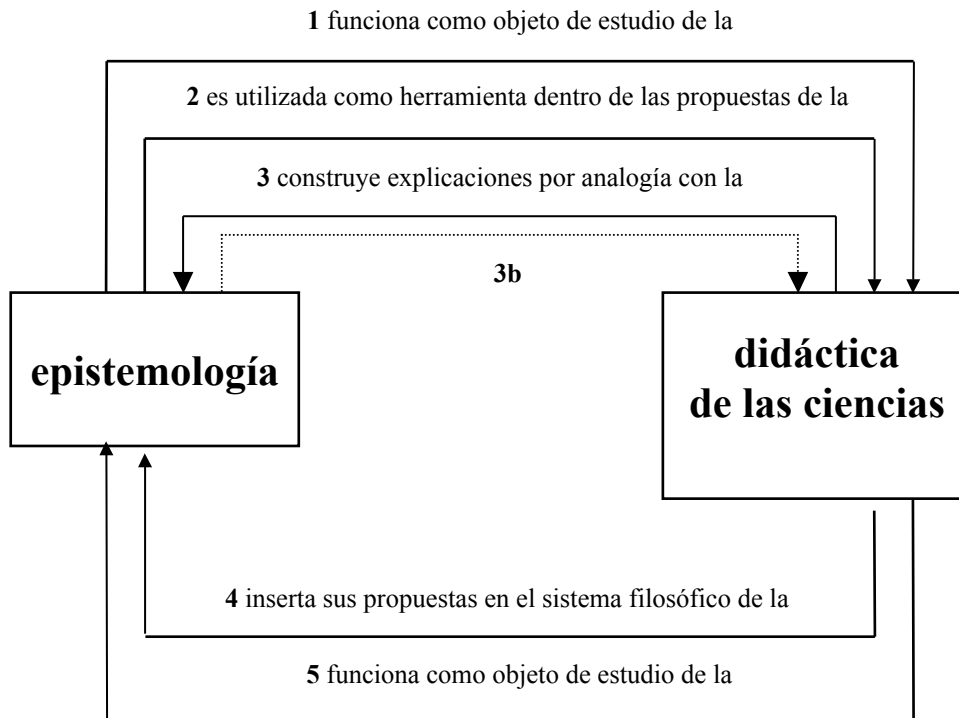 1 funciona como objeto de estudio de la
2 es utilizada como herramienta dentro de las propuestas de la
3 construye explicaciones por analogía con la
3b
epistemología
didáctica
de las ciencias
4 inserta sus propuestas en el sistema filosófico de la
5 funciona como objeto de estudio de la